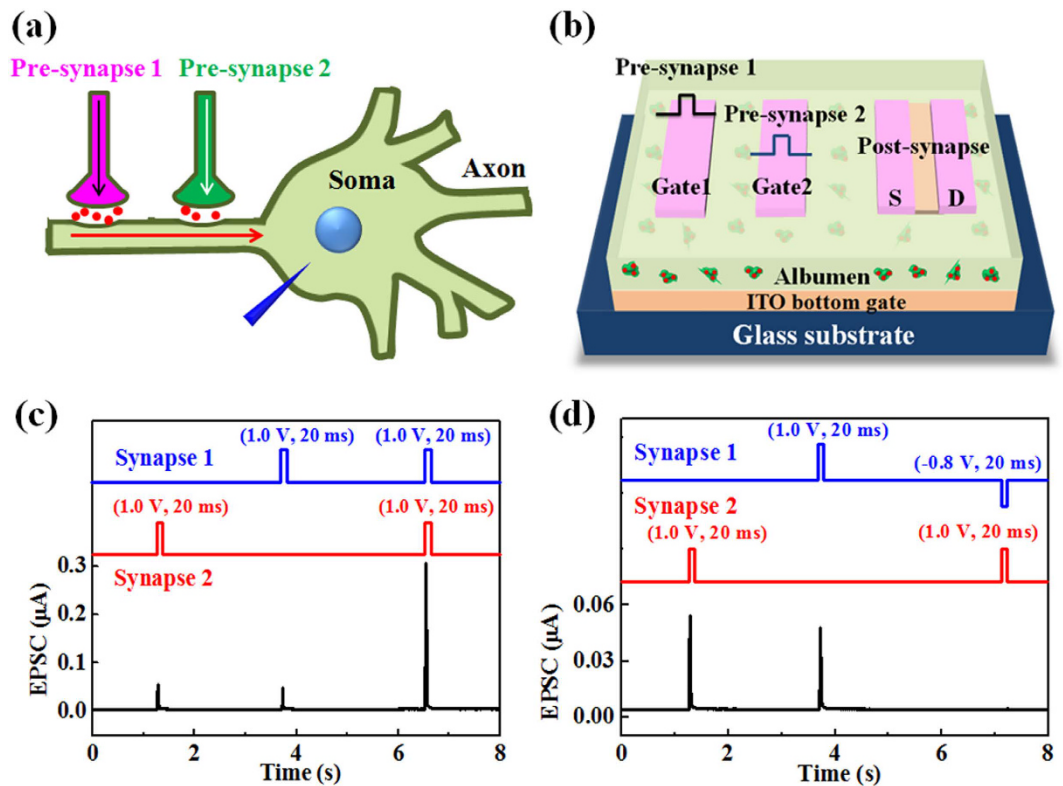 (a)
Pre-synapse 1 Pre-synapse 2
Soma
Axon
(b)
Pre-synapse 1
Pre-synapse 2
Post-synapse
Gate1 Gate2 S D
Albumen
ITO bottom gate
Glass substrate
(c)
(1.0 V, 20 ms) (1.0 V, 20 ms)
Synapse 1
(1.0 V, 20 ms) (1.0 V, 20 ms)
Synapse 2
0.3
0.2
0.1
0.0
EPSC (μA)
0 2 4 6 8
Time (s)
(d)
(1.0 V, 20 ms)
Synapse 1
(-0.8 V, 20 ms)
Synapse 2
(1.0 V, 20 ms) (1.0 V, 20 ms)
0.06
0.03
0.00
EPSC (μA)
0 2 4 6 8
Time (s)